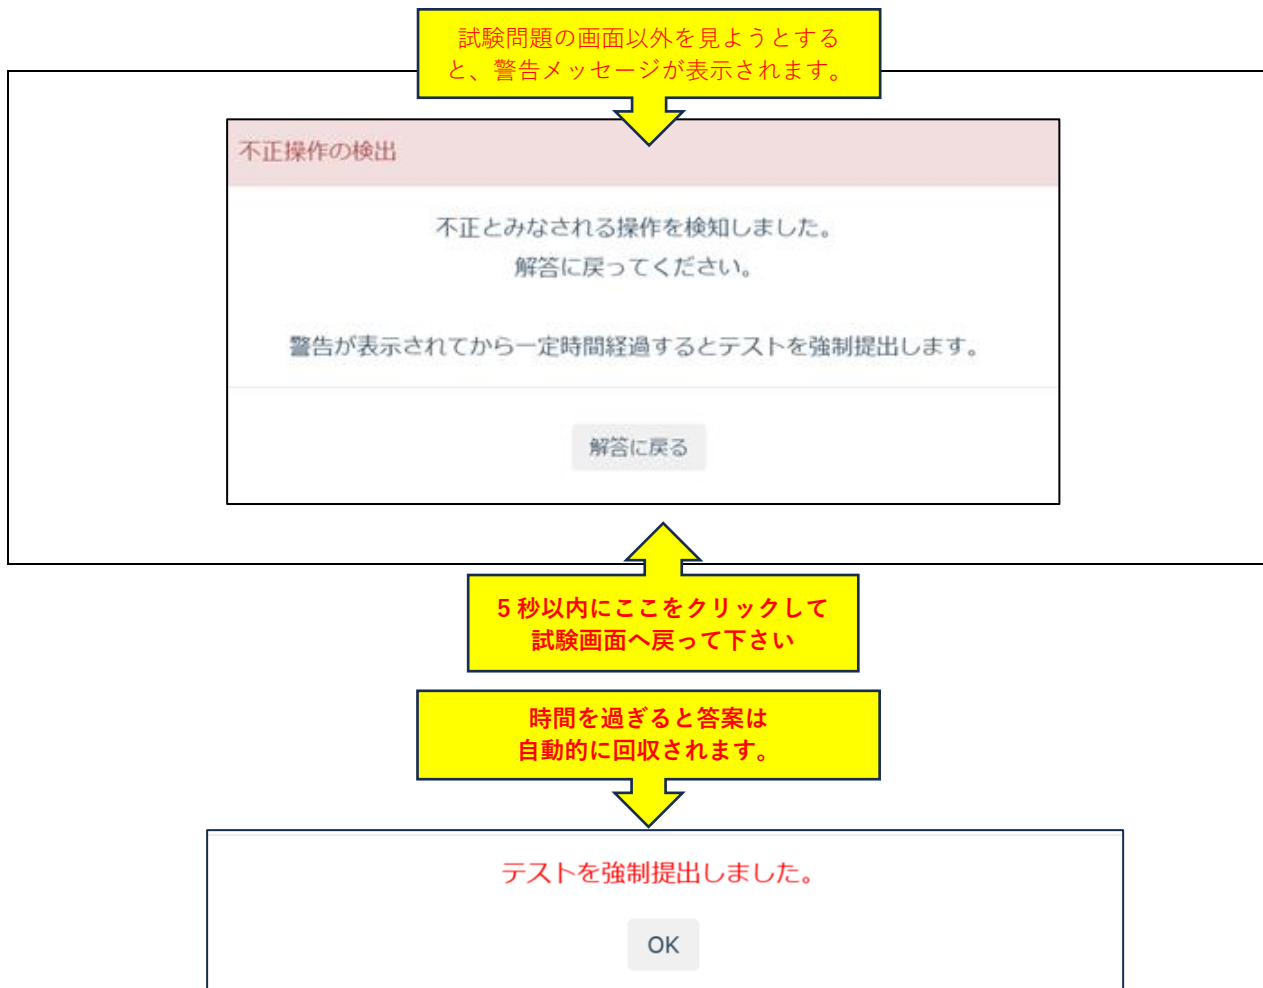 試験問題の画面以外を見ようとする
と、警告メッセージが表示されます。
不正操作の検出
不正とみなされる操作を検知しました。
解答に戻ってください。
警告が表示されてから一定時間経過するとテストを強制提出します。
解答に戻る
5 秒以内にここをクリックして
試験画面へ戻って下さい
時間を過ぎると答案は
自動的に回収されます。
テストを強制提出しました。
OK